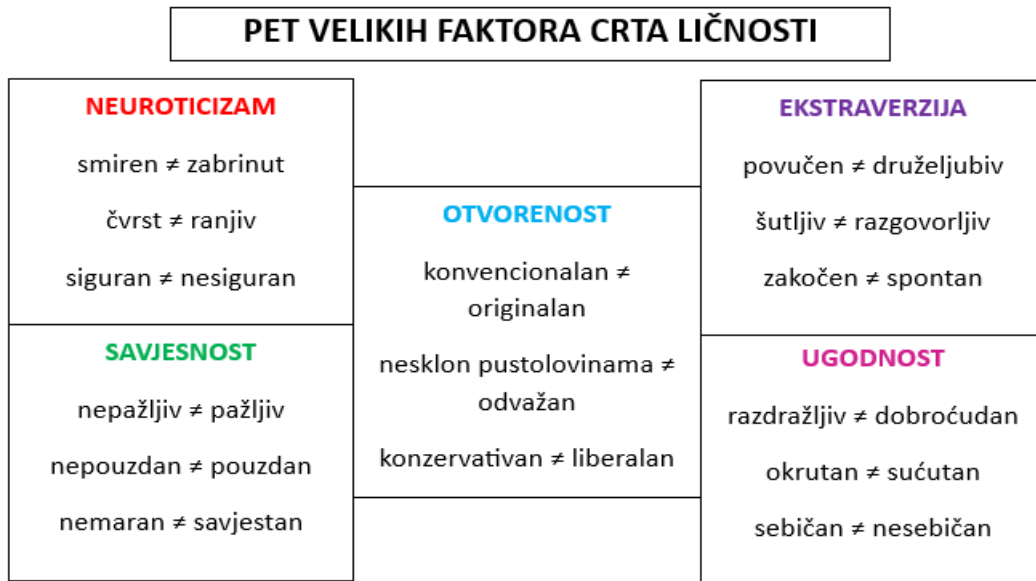 PET VELIKIH FAKTORA CRTA LIČNOSTI
NEUROTICIZAM
smiren ≠ zabrinut
čvrst ≠ ranjiv
siguran ≠ nesiguran
SAVJESNOST
nepažljiv ≠ pažljiv
nepouzdan ≠ pouzdan
nemaran ≠ savjestan
OTVORENOST
konvencionalan ≠
originalan
nesklon pustolovinama ≠
odvažan
konzervativan ≠ liberalan
EKSTRAVERZIJA
povučen ≠ druželjubiv
šutljiv ≠ razgovorljiv
zakočen ≠ spontan
UGODNOST
razdražljiv ≠ dobroćudan
okrutan ≠ sućutan
sebičan ≠ nesebičan